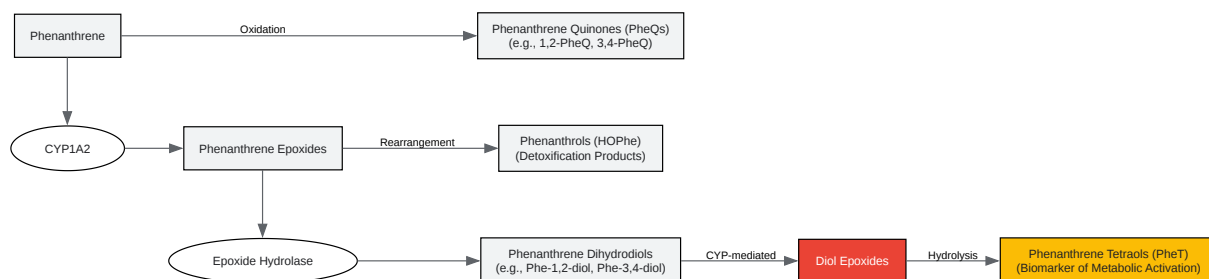 Phenanthrene
Oxidation
Phenanthrene Quinones (PheQs)
(e.g., 1,2-PheQ, 3,4-PheQ)
CYP1A2
Phenanthrene Epoxides
Rearrangement
Phenanthrols (HOPhe)
(Detoxification Products)
Epoxide Hydrolase
Phenanthrene Dihydrodiols
(e.g., Phe-1,2-diol, Phe-3,4-diol)
CYP-mediated
Diol Epoxides
Hydrolysis
Phenanthrene Tetraols (PheT)
(Biomarker of Metabolic Activation)